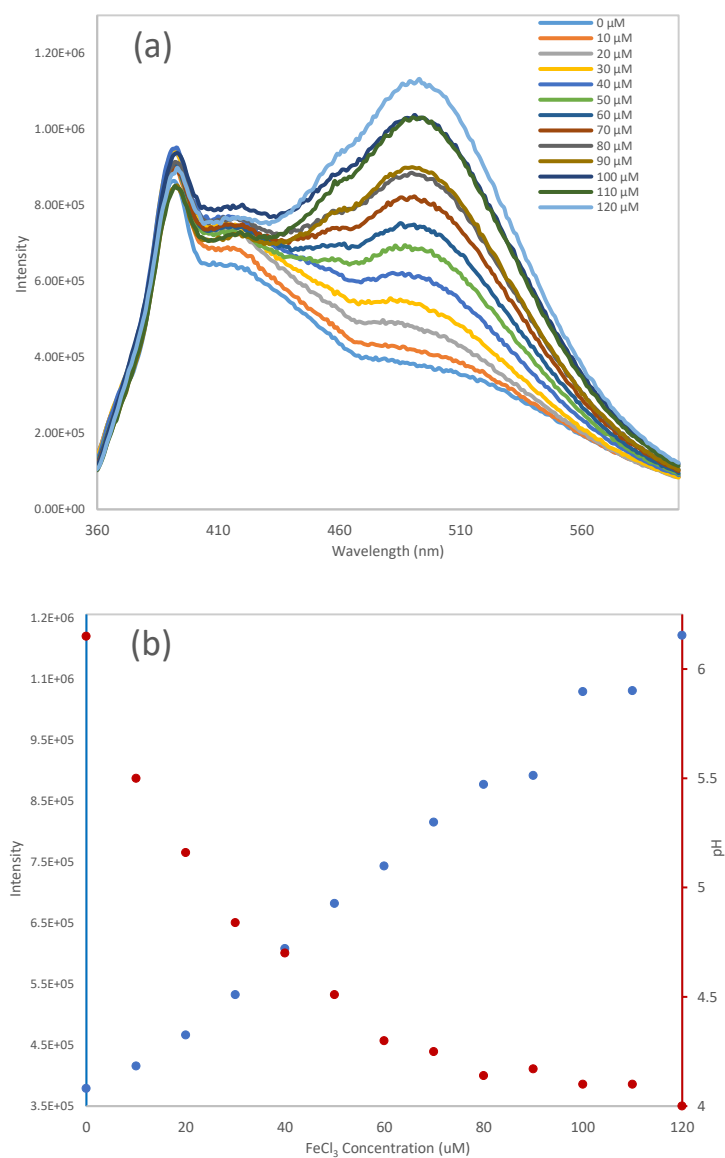 (a)
1.20E+06
1.00E+06
8.00E+05
6.00E+05
4.00E+05
2.00E+05
0.00E+00
Intensity
360 410 460 510 560
Wavelength (nm)
0 µM
10 µM
20 µM
30 µM
40 µM
50 µM
60 µM
70 µM
80 µM
90 µM
100 µM
110 µM
120 µM
(b)
1.2E+06
1.1E+06
9.5E+05
8.5E+05
7.5E+05
6.5E+05
5.5E+05
4.5E+05
3.5E+05
Intensity
6
5.5
5
4.5
4
pH
0 20 40 60 80 100 120
FeCl₃ Concentration (uM)